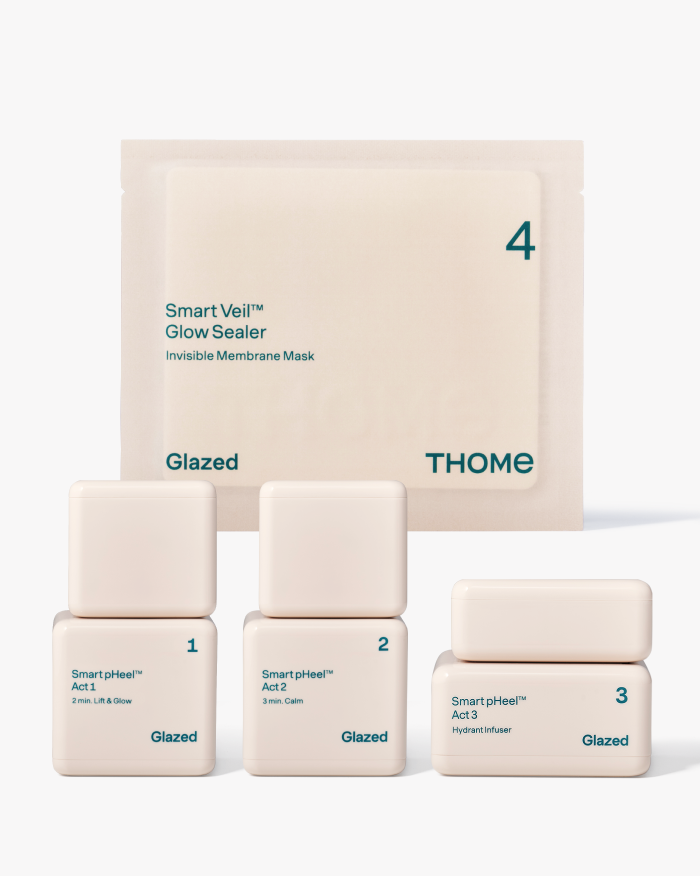 4
Smart Veil™
Glow Sealer
Invisible Membrane Mask
Glazed
THOMe
1
Smart pHeel™
Act 1
2 min. Lift & Glow
Glazed
2
Smart pHeel™
Act 2
3 min. Calm
Glazed
3
Smart pHeel™
Act 3
Hydrant Infuser
Glazed